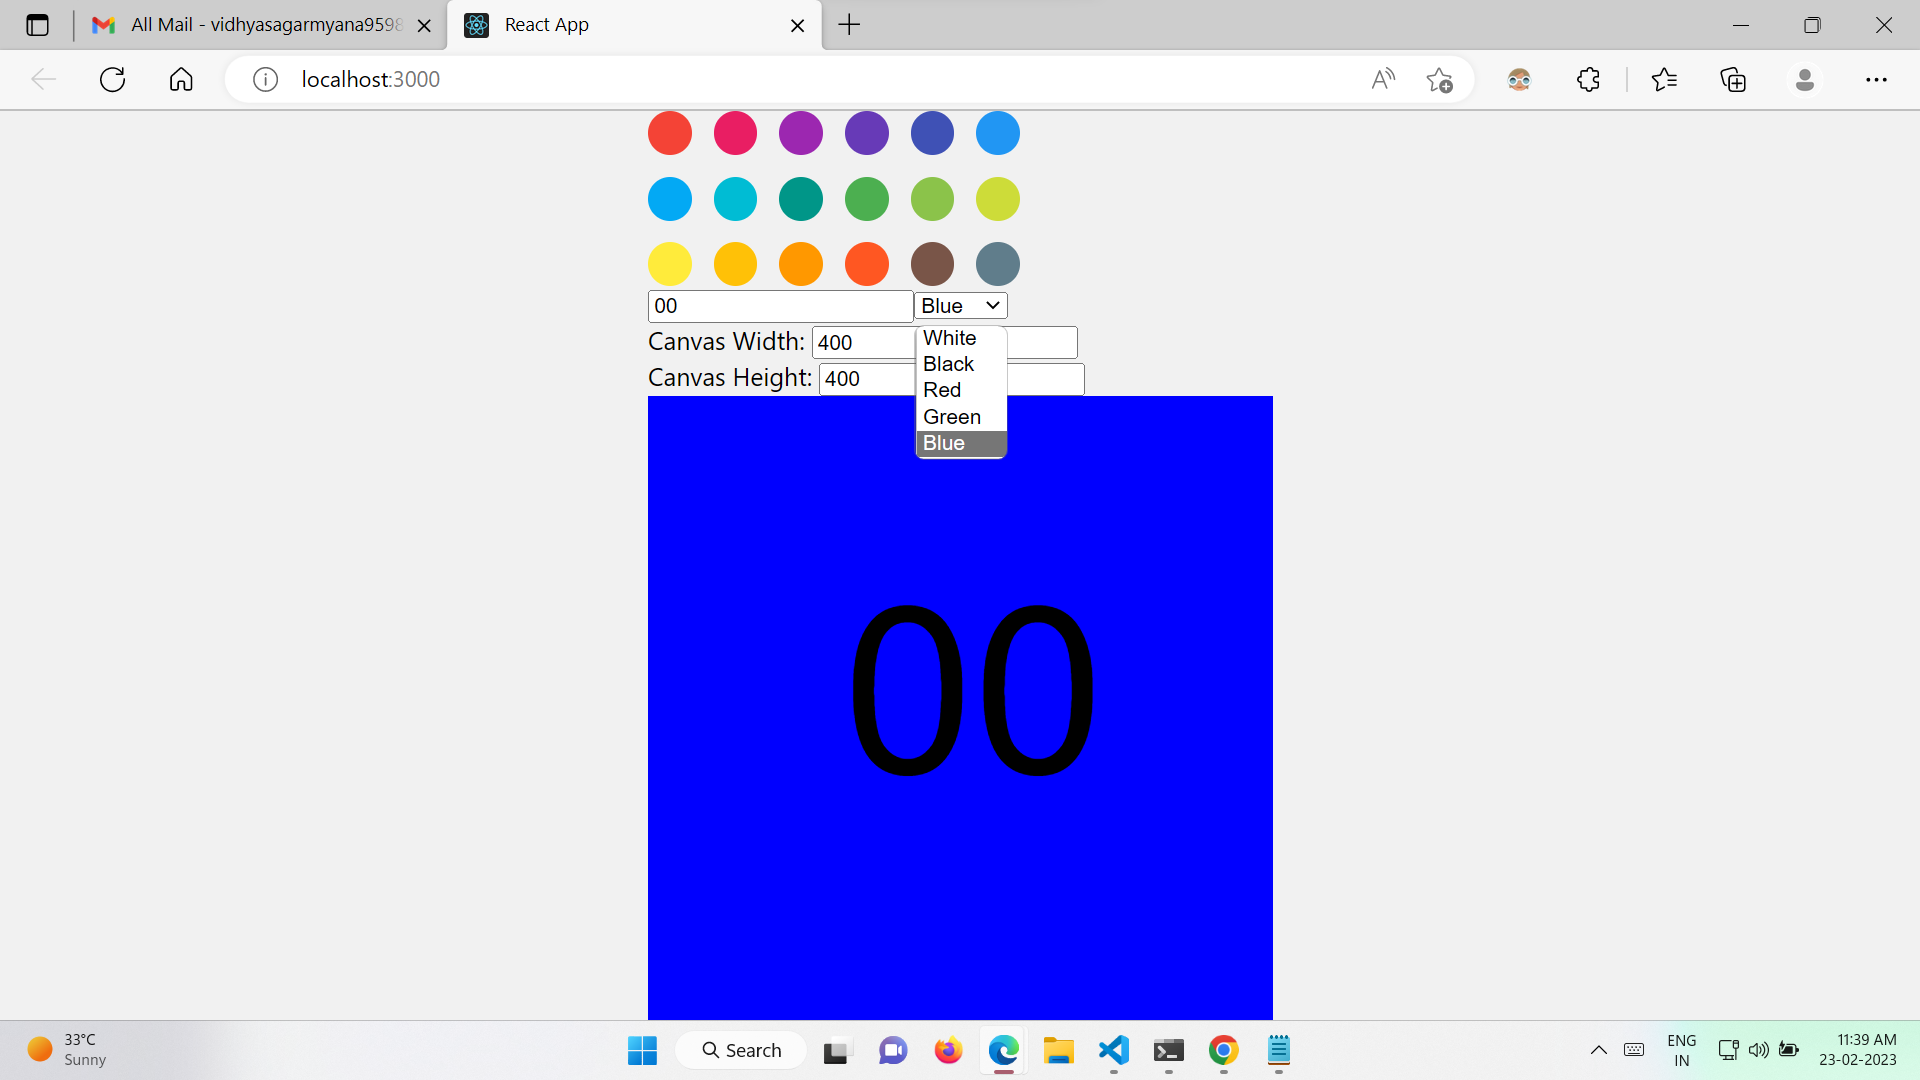 All Mail - vidhyasagarmyana9598
React App
localhost:3000
00
Blue
White
Black
Red
Green
Blue
Canvas Width: 400
Canvas Height: 400
00
33°C
Sunny
Search
ENG
IN
11:39 AM
23-02-2023